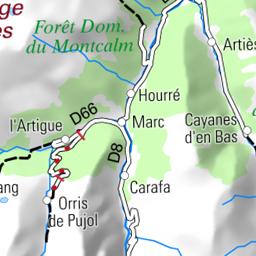 ge
es
Forêt Dom.
du Montcalm
Artiès
Hourré
D66
l'Artigue
Marc
Cayanes
d'en Bas
D8
Carafa
ang
Orris
de Pujol